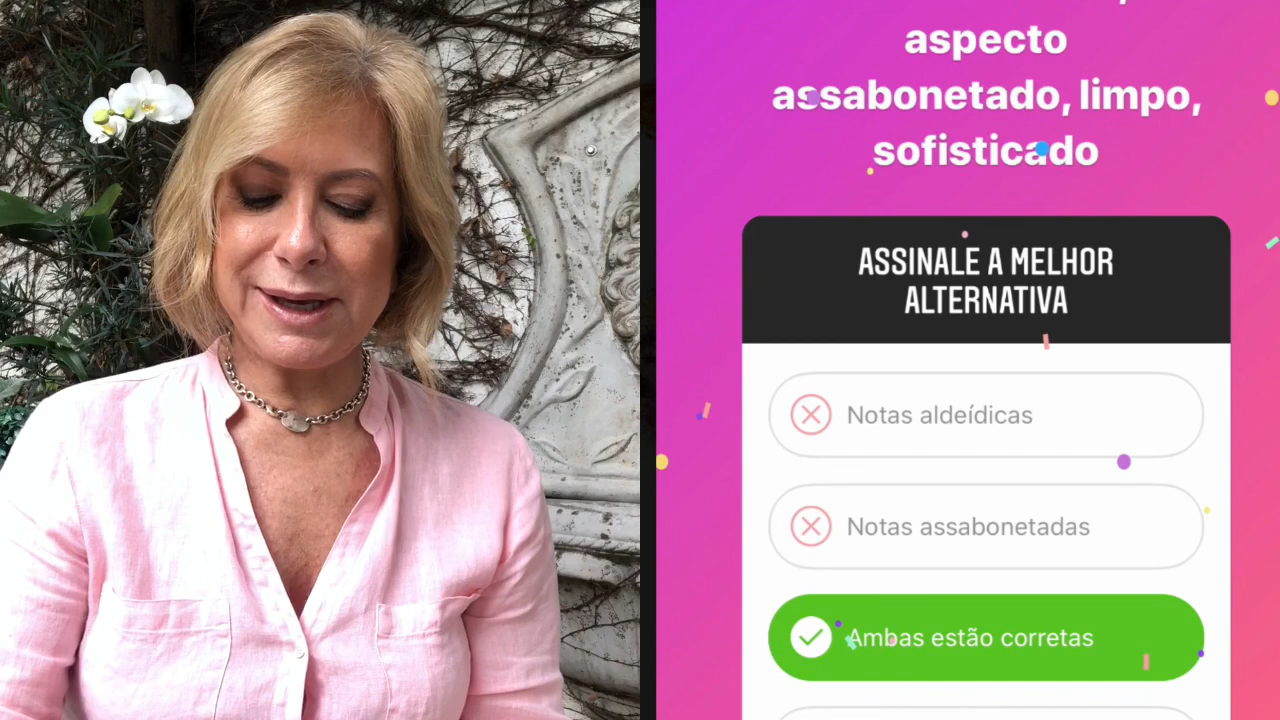 aspecto
assabonetado, limpo,
sofisticado
ASSINALE A MELHOR
ALTERNATIVA
Notas aldeídicas
Notas assabonetadas
Ambas estão corretas